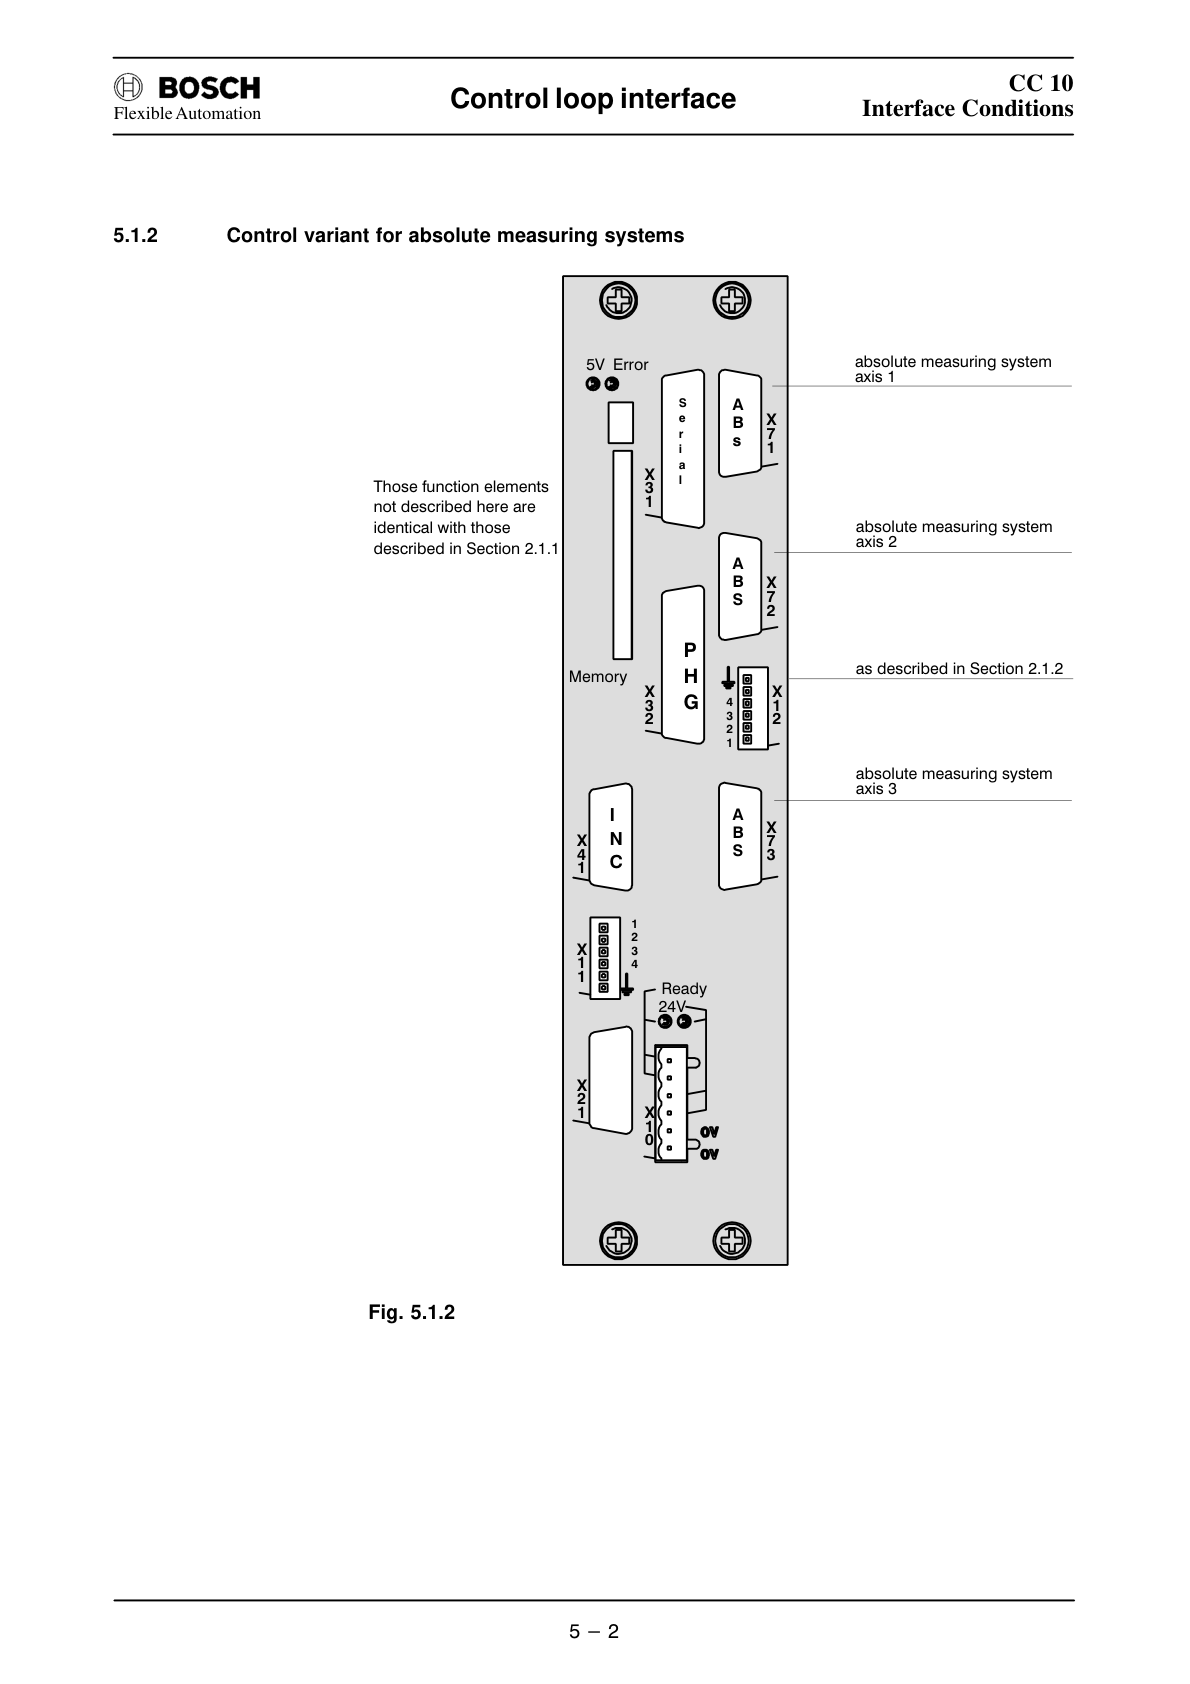 BOSCH
Flexible Automation
Control loop interface
CC 10
Interface Conditions
5.1.2 Control variant for absolute measuring systems
5V Error
absolute measuring system
axis 1
Serial
ABs
X71
X31
Those function elements
not described here are
identical with those
described in Section 2.1.1
absolute measuring system
axis 2
ABS
X72
PHG
X32
Memory
as described in Section 2.1.2
4
3
2
1
X12
absolute measuring system
axis 3
INC
X41
ABS
X73
X11
1
2
3
4
Ready
24V
X21
X10
0V
0V
Fig. 5.1.2
5 – 2